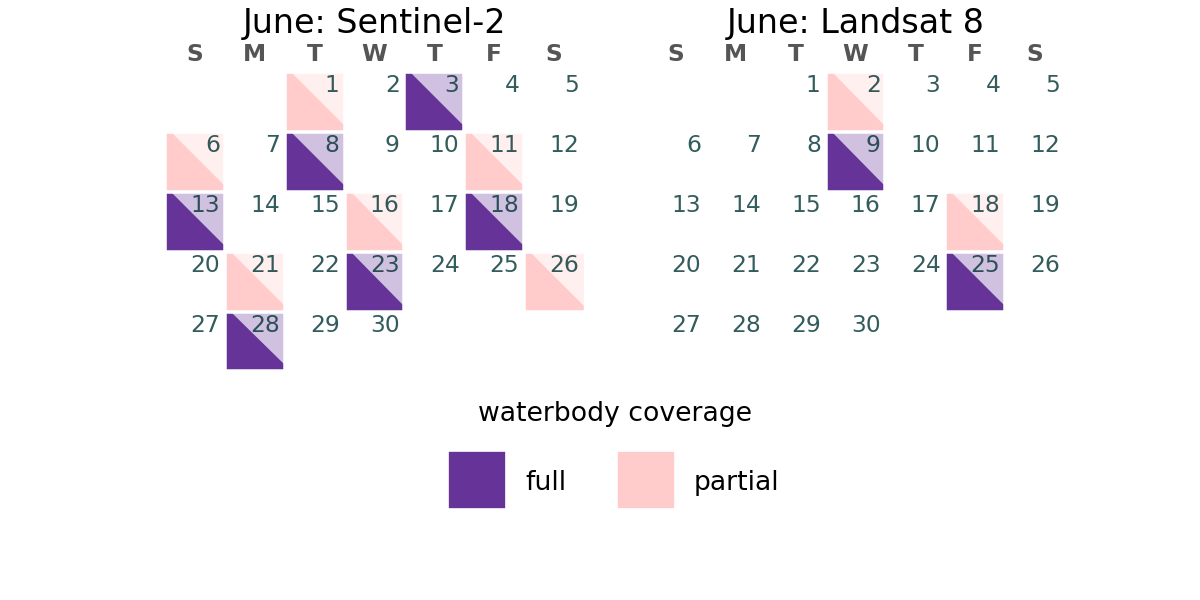 June: Sentinel-2
S M T W T F S
1 2 3 4 5
6 7 8 9 10 11 12
13 14 15 16 17 18 19
20 21 22 23 24 25 26
27 28 29 30
June: Landsat 8
S M T W T F S
1 2 3 4 5
6 7 8 9 10 11 12
13 14 15 16 17 18 19
20 21 22 23 24 25 26
27 28 29 30
waterbody coverage
full partial